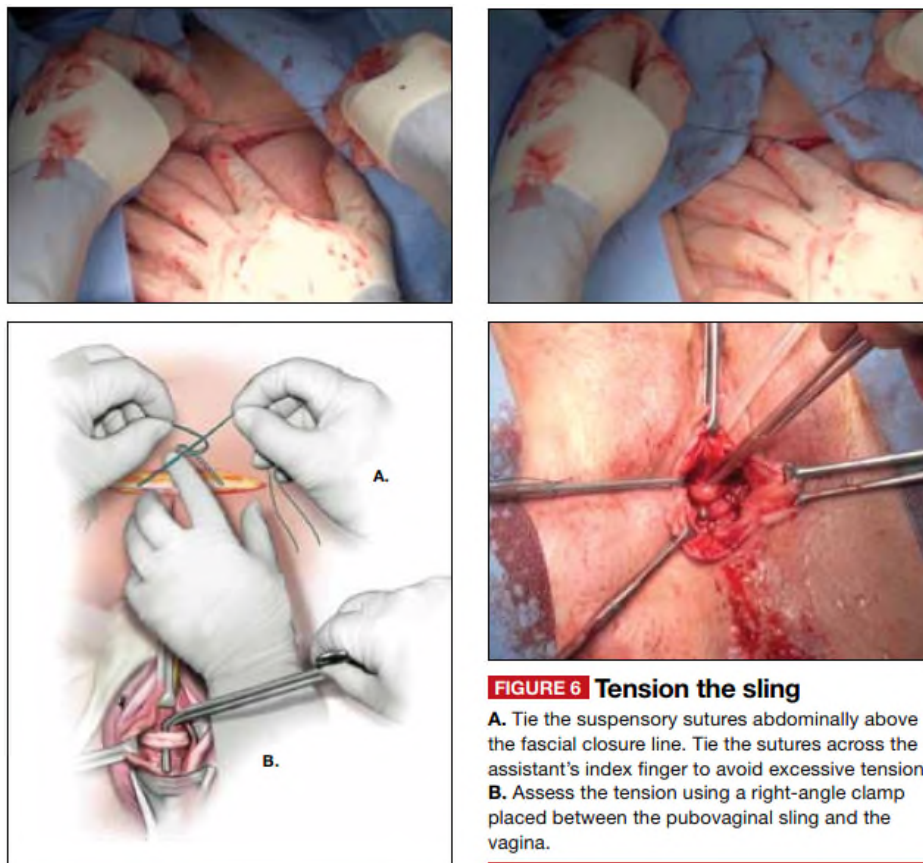 A.
B.
FIGURE 6 Tension the sling
A. Tie the suspensory sutures abdominally above
the fascial closure line. Tie the sutures across the
assistant's index finger to avoid excessive tension
B. Assess the tension using a right-angle clamp
placed between the pubovaginal sling and the
vagina.